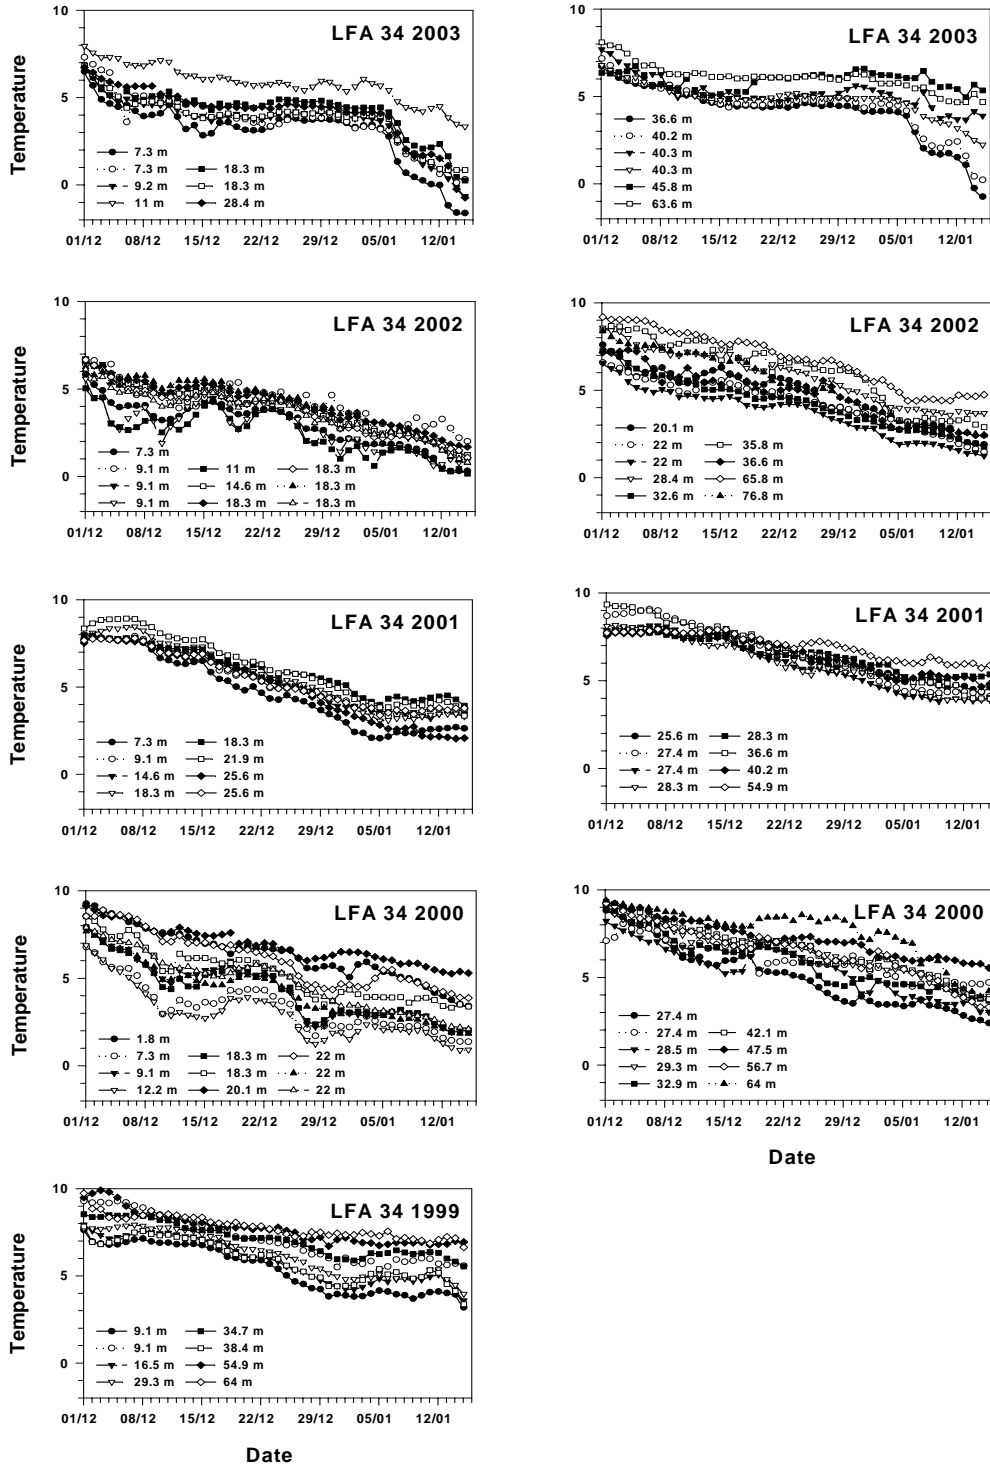 LFA 34 2003
Temperature
10
5
0
7.3 m
7.3 m 18.3 m
9.2 m 18.3 m
11 m 28.4 m
01/12 08/12 15/12 22/12 29/12 05/01 12/01
LFA 34 2003
10
5
0
36.6 m
40.2 m
40.3 m
40.3 m
45.8 m
63.6 m
01/12 08/12 15/12 22/12 29/12 05/01 12/01
LFA 34 2002
Temperature
10
5
0
7.3 m
9.1 m 11 m 18.3 m
9.1 m 14.6 m 18.3 m
9.1 m 18.3 m 18.3 m
01/12 08/12 15/12 22/12 29/12 05/01 12/01
LFA 34 2002
10
5
0
20.1 m
22 m 35.8 m
22 m 36.6 m
28.4 m 65.8 m
32.6 m 76.8 m
01/12 08/12 15/12 22/12 29/12 05/01 12/01
LFA 34 2001
Temperature
10
5
0
7.3 m 18.3 m
9.1 m 21.9 m
14.6 m 25.6 m
18.3 m 25.6 m
01/12 08/12 15/12 22/12 29/12 05/01 12/01
LFA 34 2001
10
5
0
25.6 m 28.3 m
27.4 m 36.6 m
27.4 m 40.2 m
28.3 m 54.9 m
01/12 08/12 15/12 22/12 29/12 05/01 12/01
LFA 34 2000
Temperature
10
5
0
1.8 m
7.3 m 18.3 m 22 m
9.1 m 18.3 m 22 m
12.2 m 20.1 m 22 m
01/12 08/12 15/12 22/12 29/12 05/01 12/01
LFA 34 2000
10
5
0
27.4 m
27.4 m 42.1 m
28.5 m 47.5 m
29.3 m 56.7 m
32.9 m 64 m
01/12 08/12 15/12 22/12 29/12 05/01 12/01
Date
LFA 34 1999
Temperature
10
5
0
9.1 m 34.7 m
9.1 m 38.4 m
16.5 m 54.9 m
29.3 m 64 m
01/12 08/12 15/12 22/12 29/12 05/01 12/01
Date